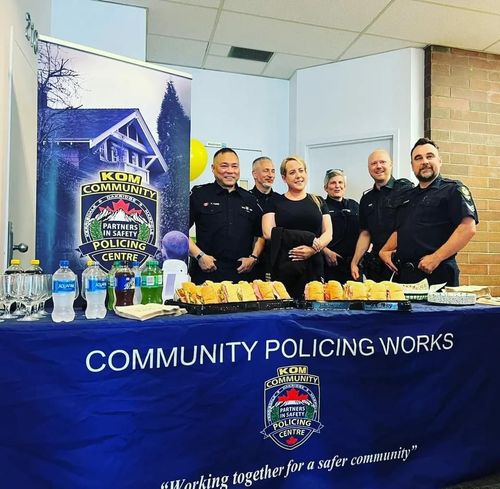 KOM
COMMUNITY
PARTNERS
IN SAFETY
POLICING
CENTRE
COMMUNITY POLICING WORKS
KOM
COMMUNITY
PARTNERS
IN SAFETY
POLICING
CENTRE
"Working together for a safer community"